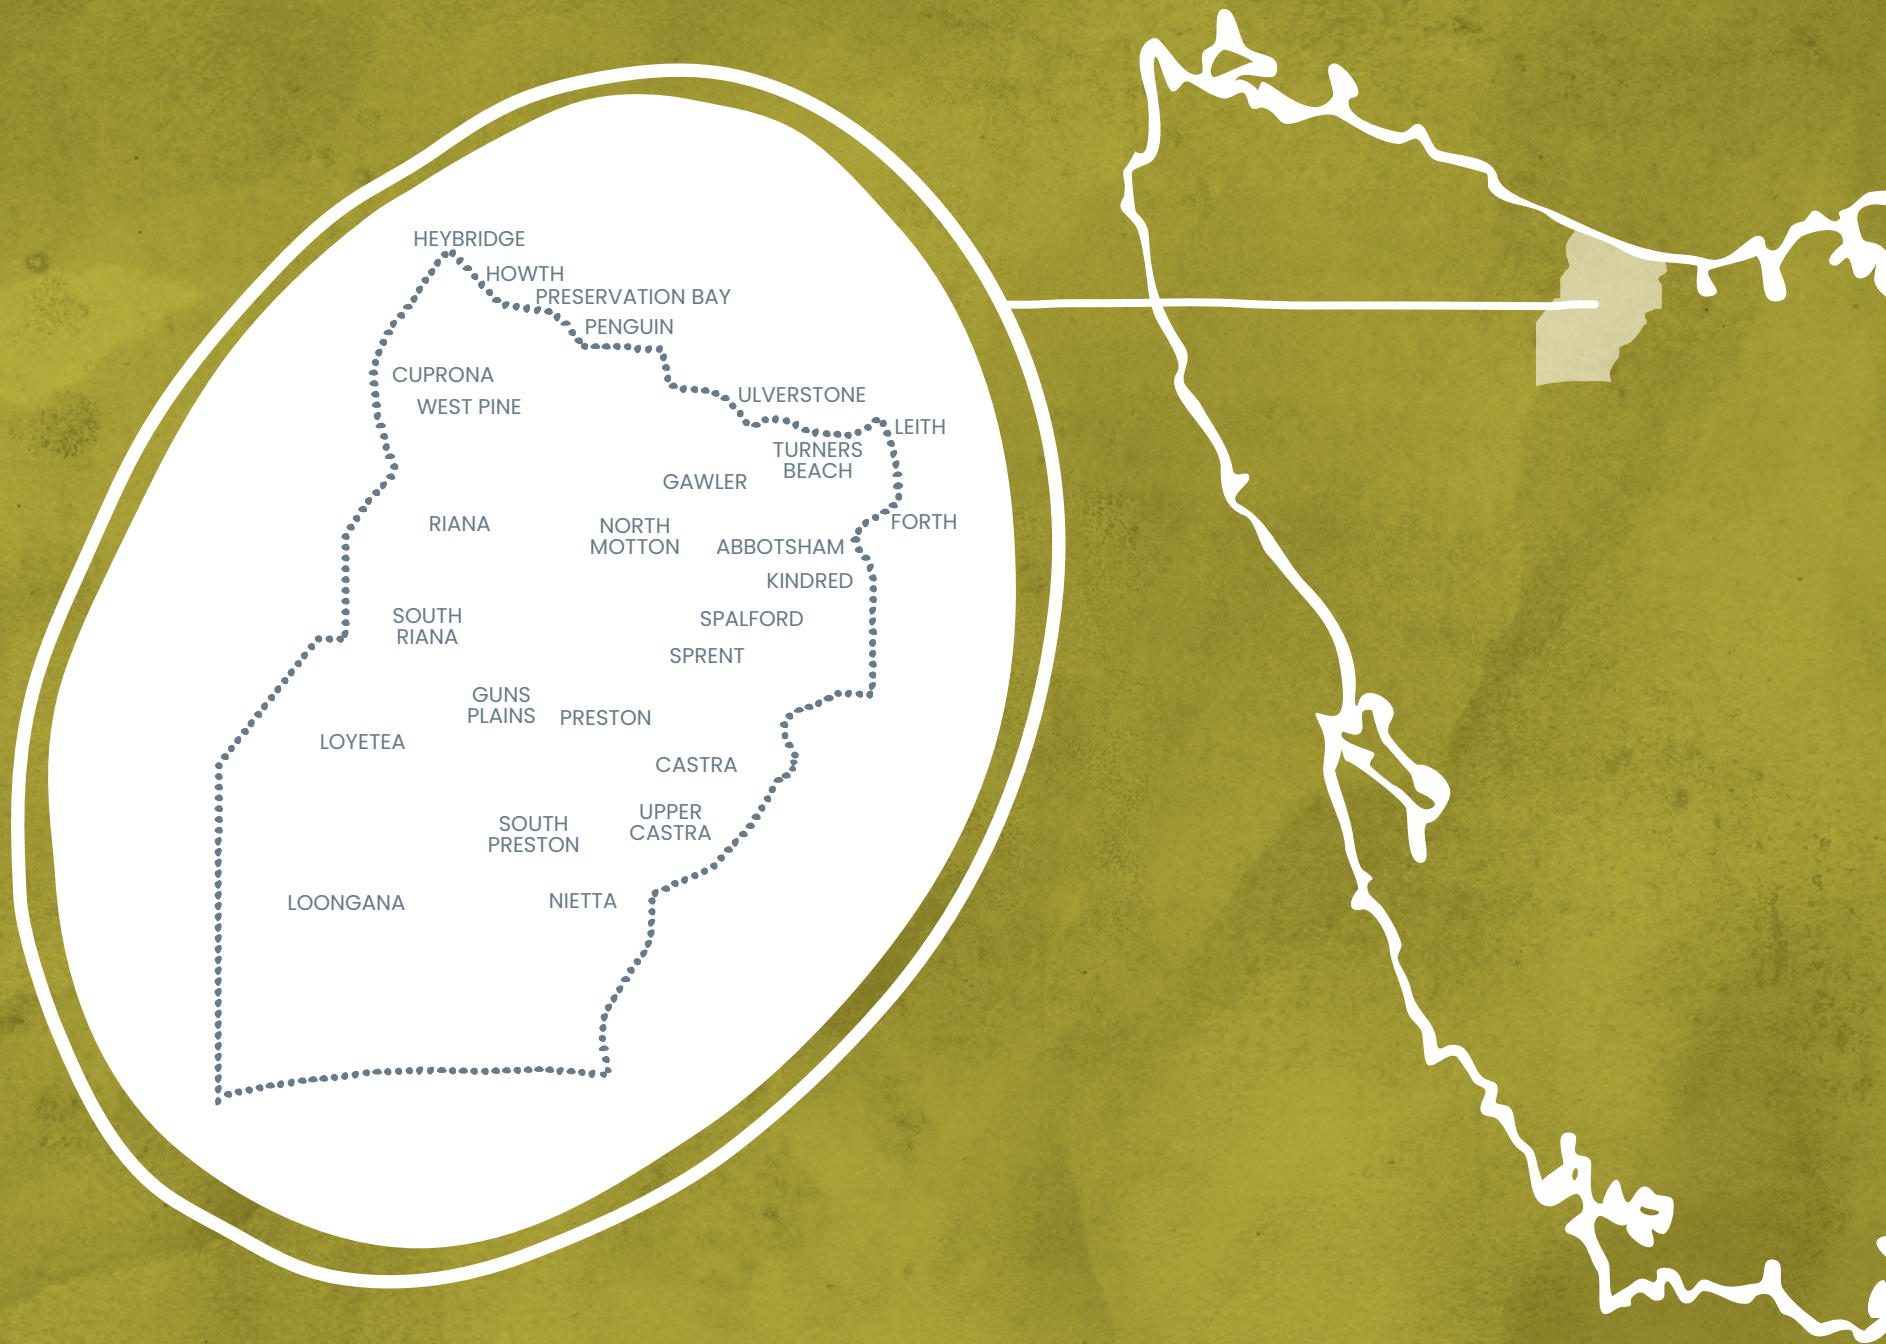 HEYBRIDGE
HOWTH
PRESERVATION BAY
PENGUIN
CUPRONA
WEST PINE
ULVERSTONE
LEITH
TURNERS
BEACH
GAWLER
FORTH
RIANA
NORTH
MOTTON
ABBOTSHAM
KINDRED
SOUTH
RIANA
SPALFORD
SPRENT
GUNS
PLAINS
PRESTON
LOYETEA
CASTRA
UPPER
CASTRA
SOUTH
PRESTON
LOONGANA
NIETTA